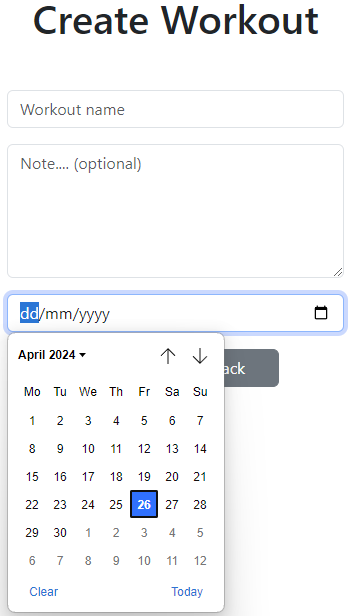 Create Workout
Workout name
Note.... (optional)
dd/mm/yyyy
ack
April 2024
Mo Tu We Th Fr Sa Su
1 2 3 4 5 6 7
8 9 10 11 12 13 14
15 16 17 18 19 20 21
22 23 24 25 26 27 28
29 30 1 2 3 4 5
6 7 8 9 10 11 12
Clear Today